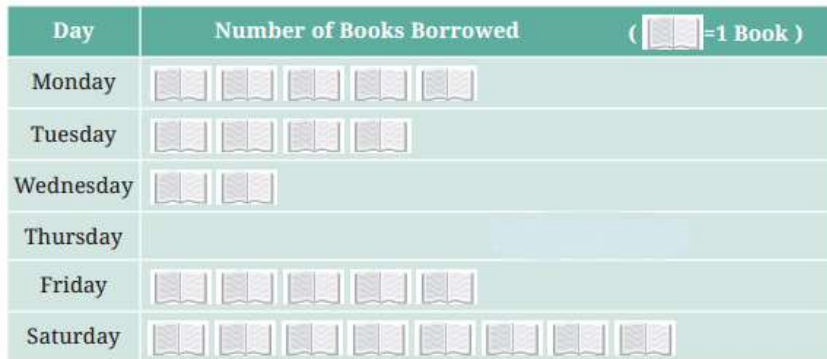 Day Number of Books Borrowed ( =1 Book )
Monday
Tuesday
Wednesday
Thursday
Friday
Saturday